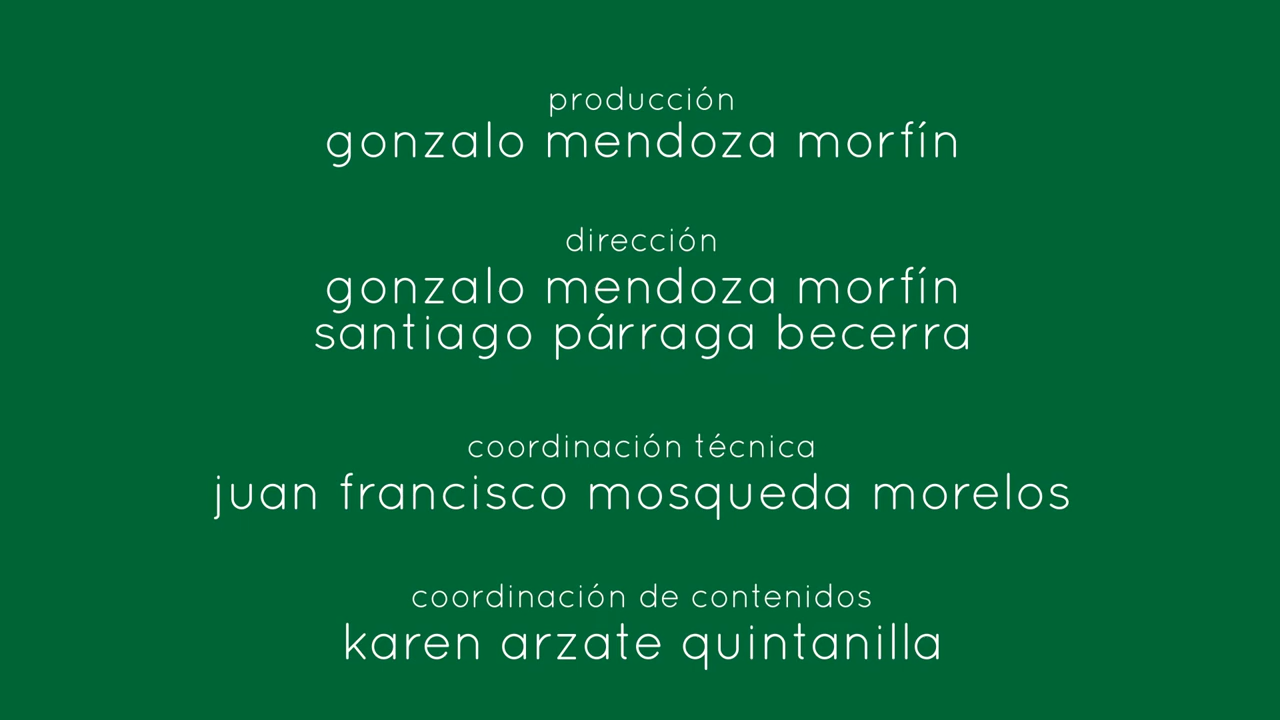 producción
gonzalo mendoza morfín
dirección
gonzalo mendoza morfín
santiago párraga becerra
coordinación técnica
juan francisco mosqueda morelos
coordinación de contenidos
karen arzate quintanilla